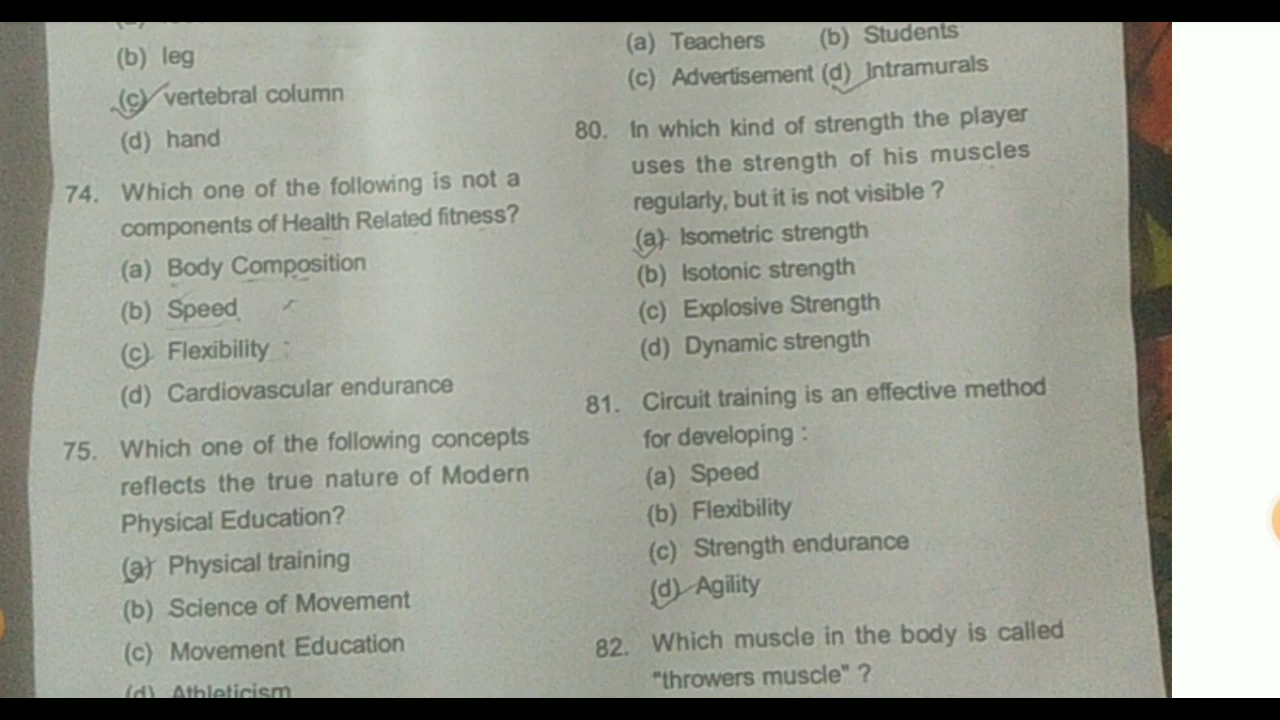 (b) leg
(c) vertebral column
(d) hand
74. Which one of the following is not a
components of Health Related fitness?
(a) Body Composition
(b) Speed
(c) Flexibility
(d) Cardiovascular endurance
75. Which one of the following concepts
reflects the true nature of Modern
Physical Education?
(a) Physical training
(b) Science of Movement
(c) Movement Education
(d) Athleticism
(a) Teachers (b) Students
(c) Advertisement (d) Intramurals
80. In which kind of strength the player
uses the strength of his muscles
regularly, but it is not visible ?
(a) Isometric strength
(b) Isotonic strength
(c) Explosive Strength
(d) Dynamic strength
81. Circuit training is an effective method
for developing :
(a) Speed
(b) Flexibility
(c) Strength endurance
(d) Agility
82. Which muscle in the body is called
"throwers muscle" ?